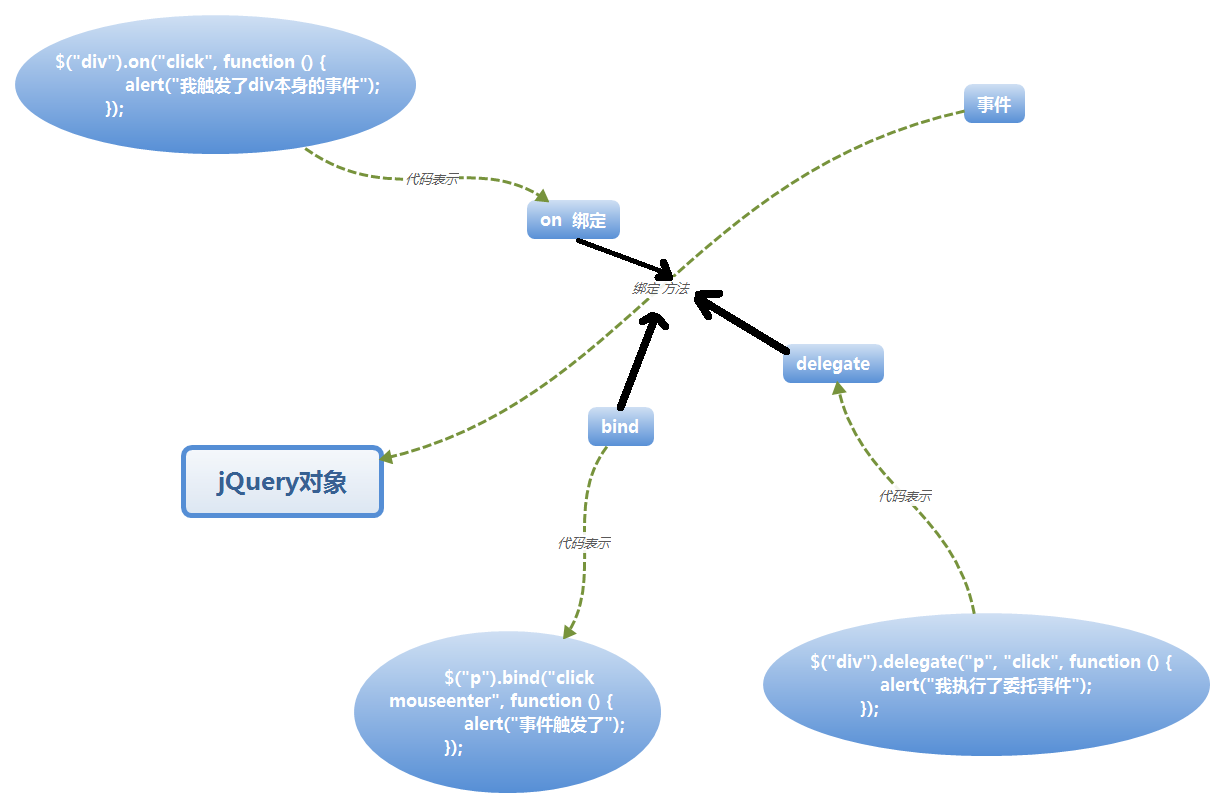 $("div").on("click", function () {
alert("我触发了div本身的事件");
});
事件
代码表示
on 绑定
绑定 方法
delegate
bind
jQuery对象
代码表示
代码表示
$("p").bind("click
mouseenter", function () {
alert("事件触发了");
});
$("div").delegate("p", "click", function () {
alert("我执行了委托事件");
});